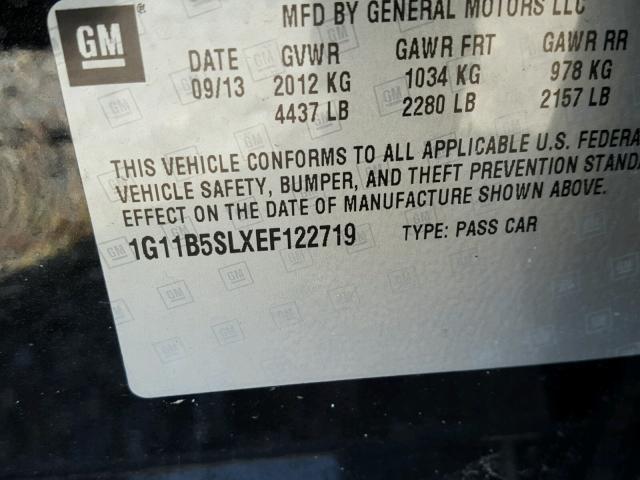 GM
MFD BY GENERAL MOTORS LLC
DATE GVWR GAWR FRT GAWR RR
09/13 2012 KG 1034 KG 978 KG
4437 LB 2280 LB 2157 LB
THIS VEHICLE CONFORMS TO ALL APPLICABLE U.S. FEDERA
VEHICLE SAFETY, BUMPER, AND THEFT PREVENTION STAND
EFFECT ON THE DATE OF MANUFACTURE SHOWN ABOVE.
1G11B5SLXEF122719 TYPE: PASS CAR